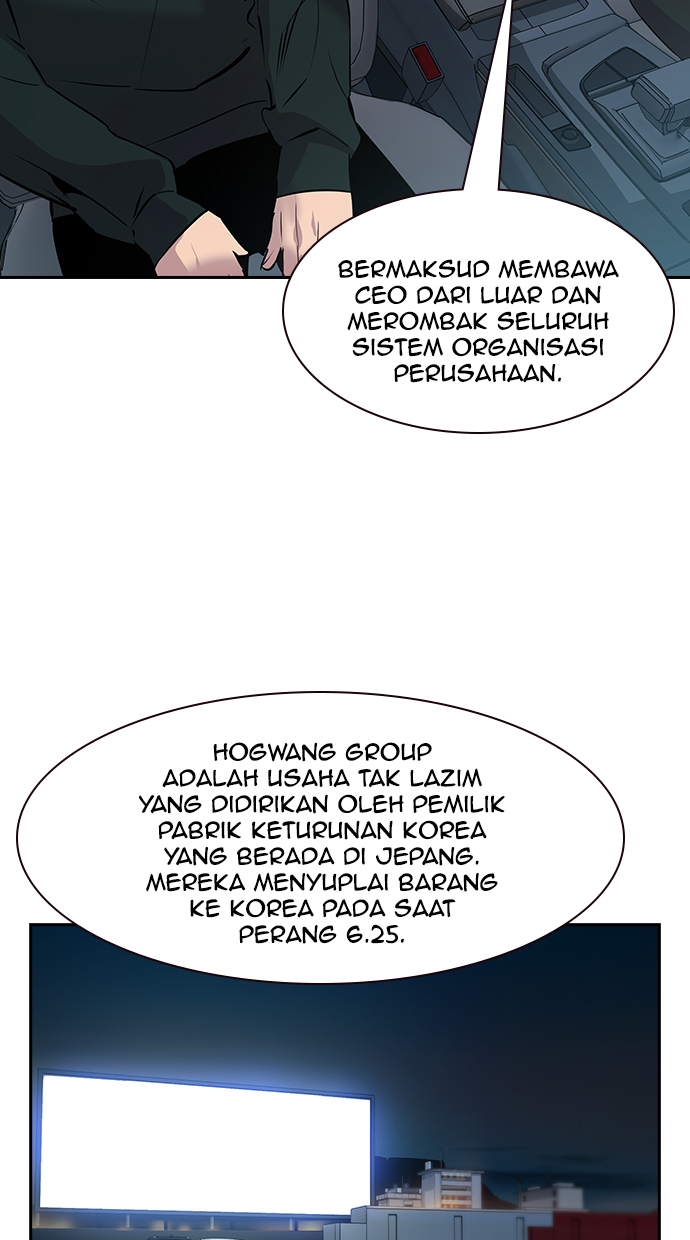 BERMAKSUD MEMBAWA
CEO DARI LUAR DAN
MEROMBAK SELURUH
SISTEM ORGANISASI
PERUSAHAAN.
HOGWANG GROUP
ADALAH USAHA TAK LAZIM
YANG DIDIRIKAN OLEH PEMILIK
PABRIK KETURUNAN KOREA
YANG BERADA DI JEPANG.
MEREKA MENYUPLAI BARANG
KE KOREA PADA SAAT
PERANG 6.25.